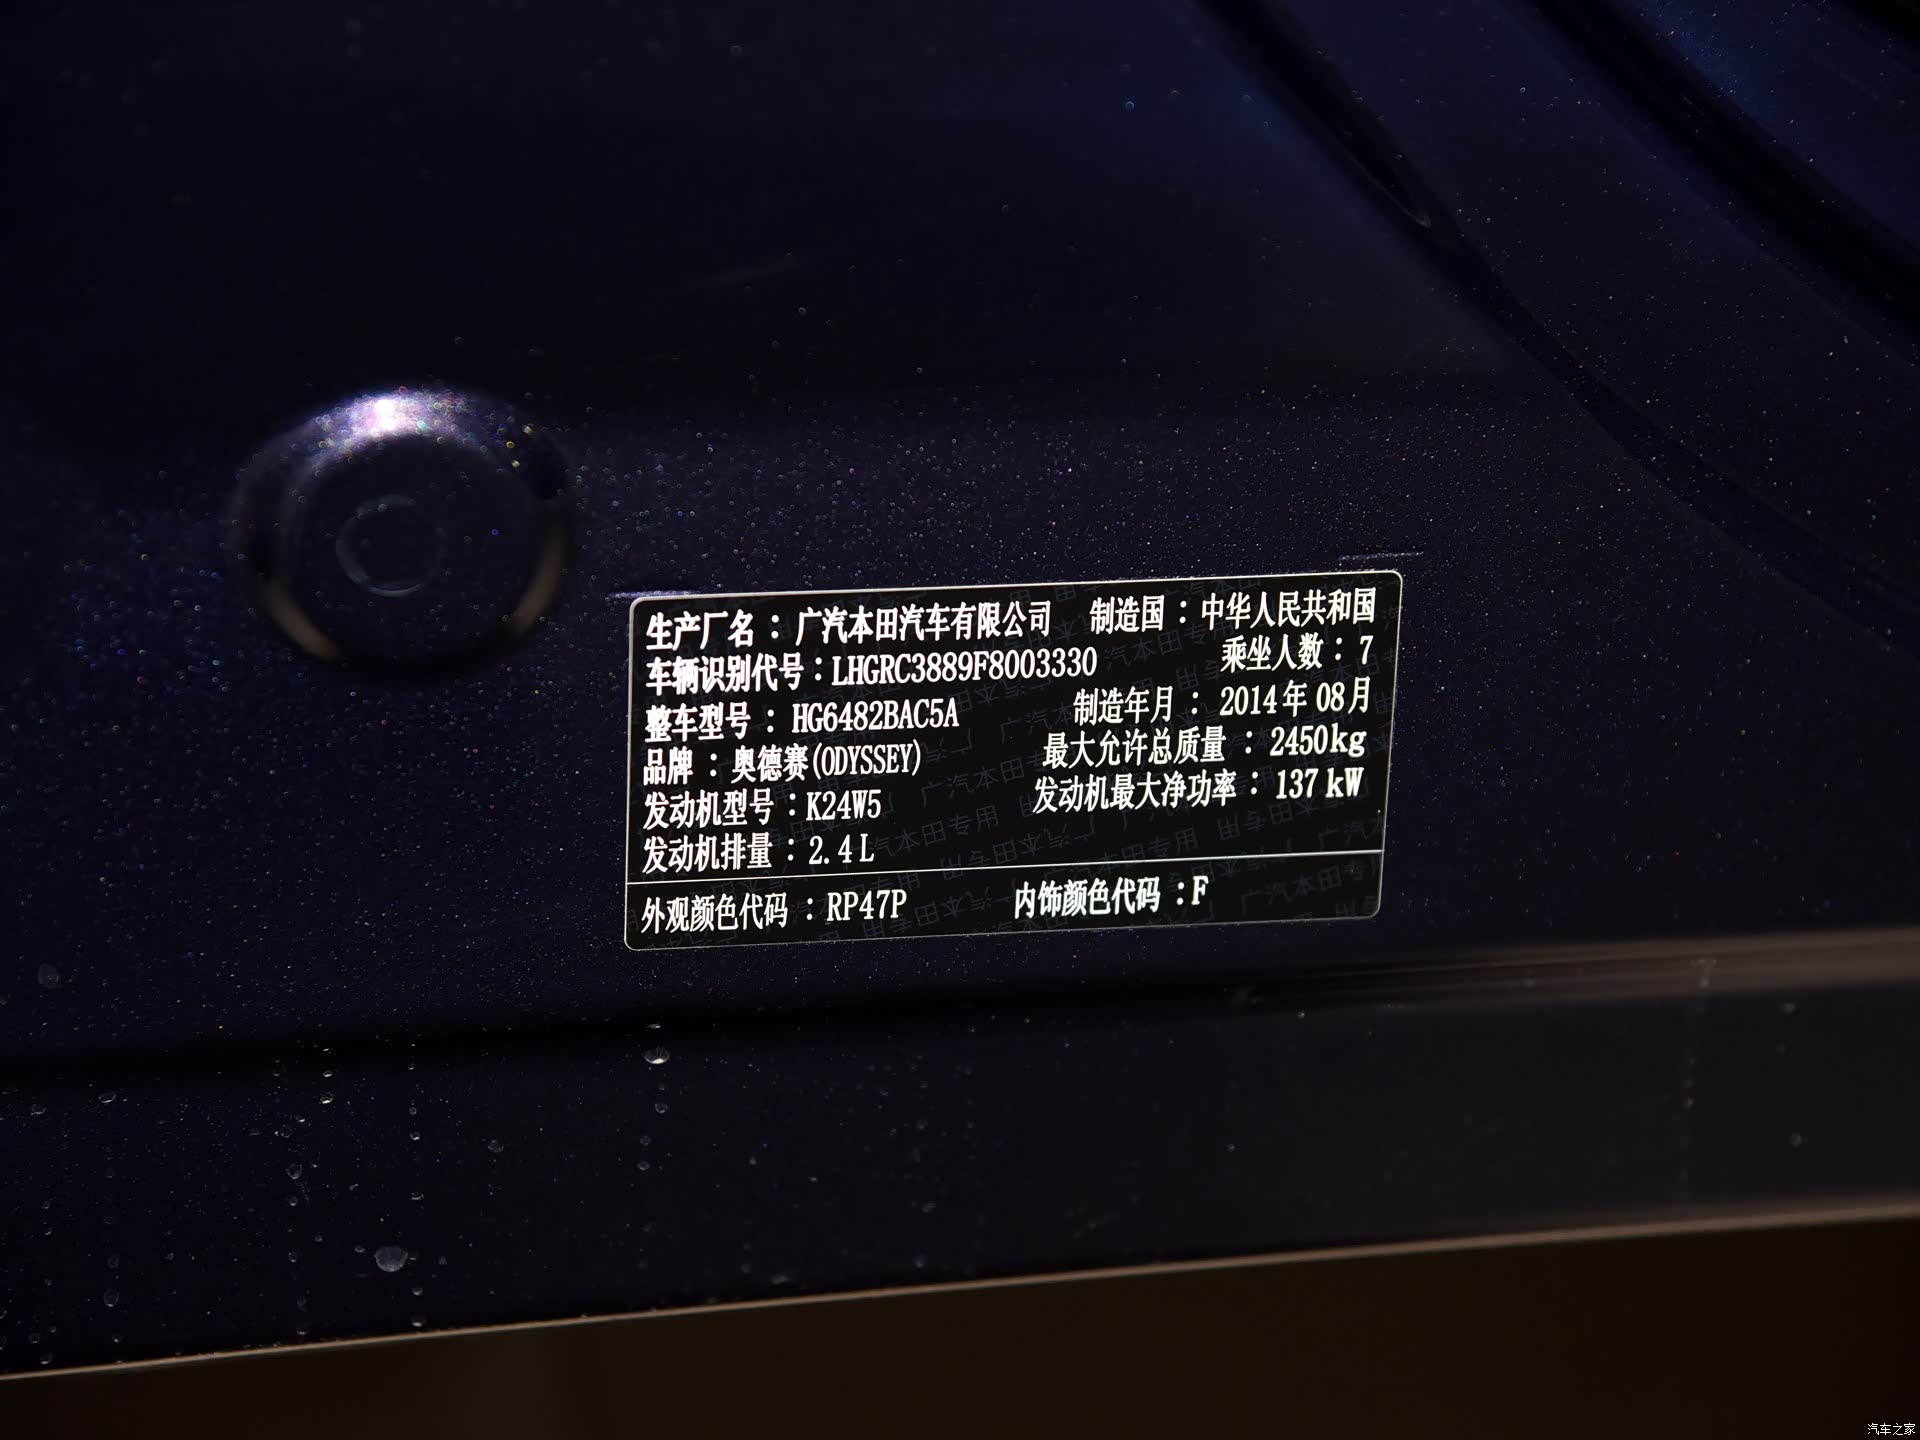 生产厂名：广汽本田汽车有限公司 制造国：中华人民共和国
车辆识别代号：LHGRC3889F8003330 乘坐人数：7
整车型号：HG6482BAC5A 制造年月：2014年08月
品牌：奥德赛(ODYSSEY) 最大允许总质量：2450kg
发动机型号：K24W5 发动机最大净功率：137kW
发动机排量：2.4L
外观颜色代码：RP47P 内饰颜色代码：F
汽车之家